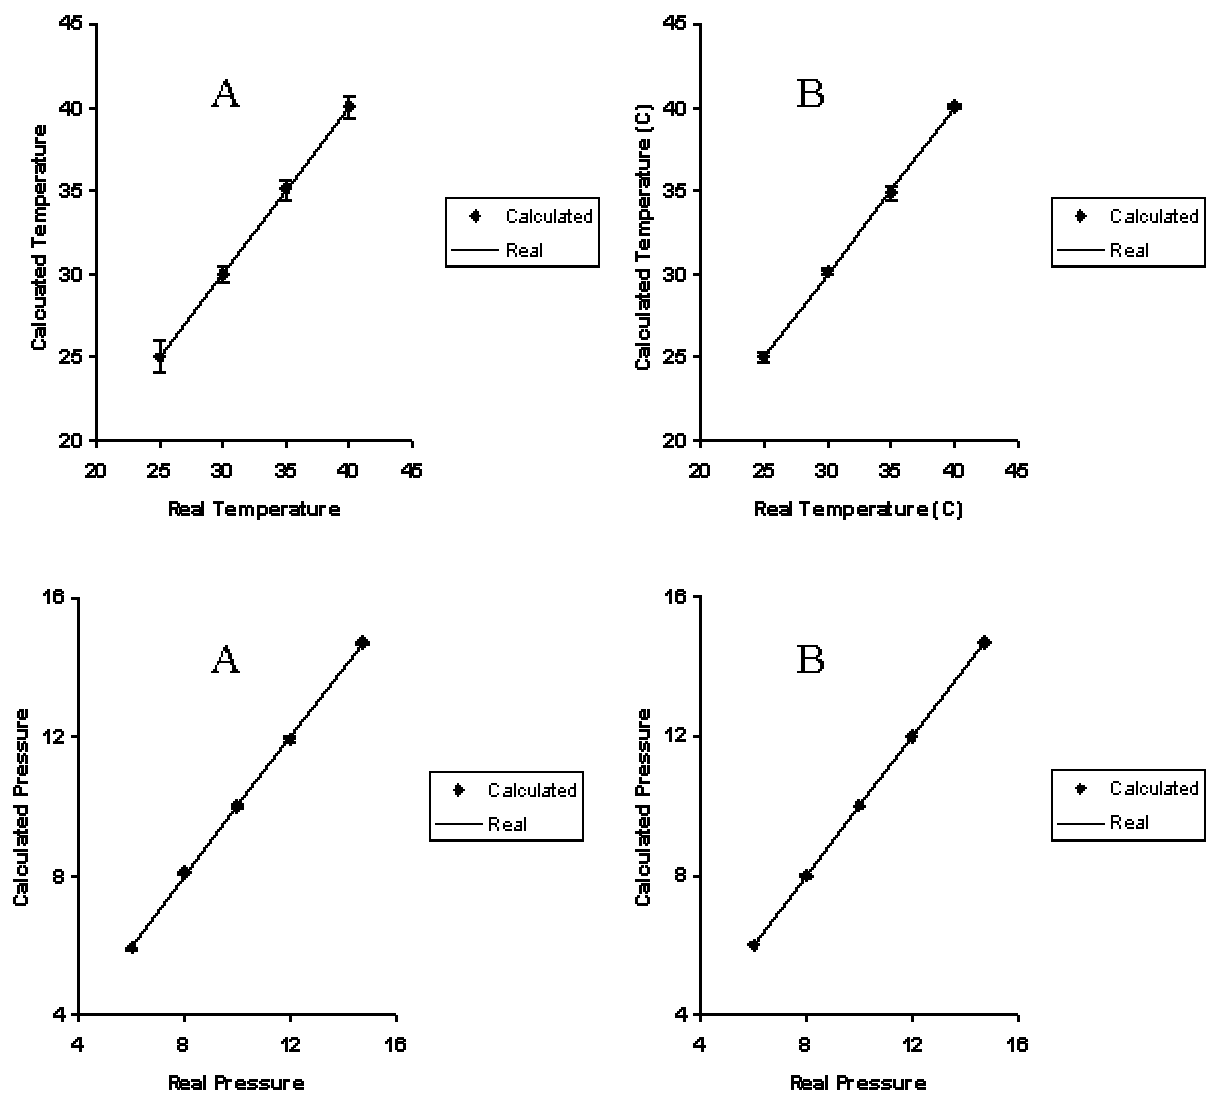 45
40
35
30
25
20
Calcuated Temperature
A
Calculated
Real
20 25 30 35 40 45
Real Temperature
45
40
35
30
25
20
Calculated Temperature (C)
B
Calculated
Real
20 25 30 35 40 45
Real Temperature (C)
16
12
8
4
Calculated Pressure
A
Calculated
Real
4 8 12 16
Real Pressure
16
12
8
4
Calculated Pressure
B
Calculated
Real
4 8 12 16
Real Pressure